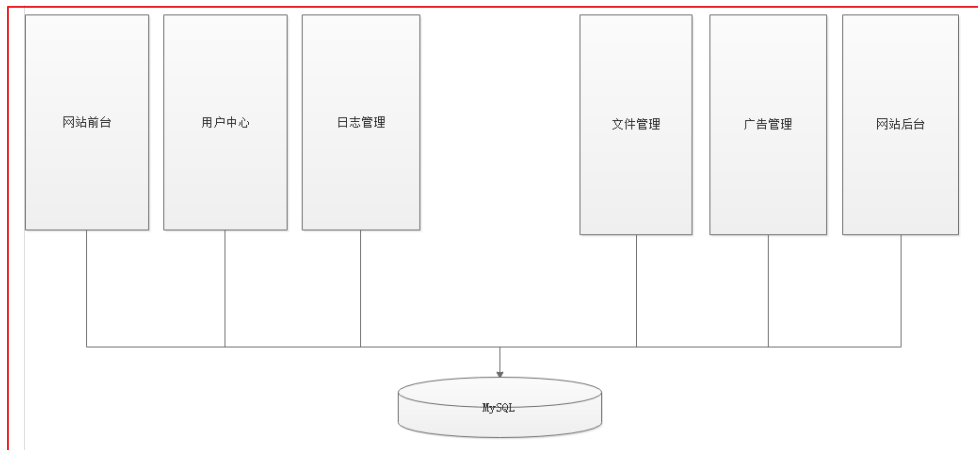 网站前台
用户中心
日志管理
文件管理
广告管理
网站后台
MySQL